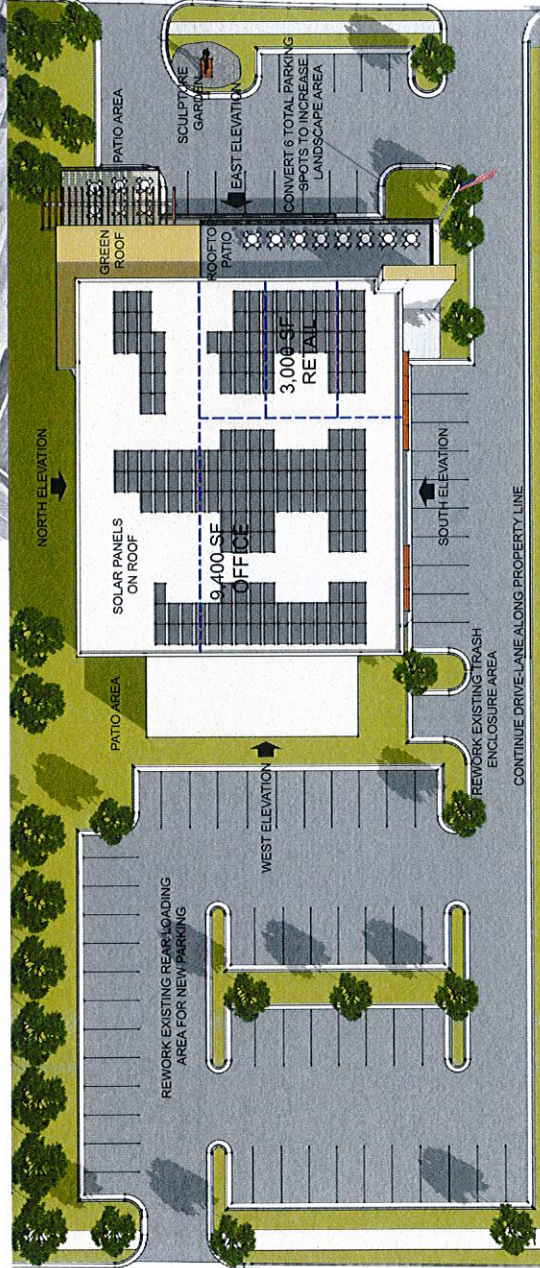 PATIO AREA
SCULPTURE
GARDEN
EAST ELEVATION
CONVERT 6 TOTAL PARKING
SPOTS TO INCREASE
LANDSCAPE AREA
GREEN
ROOF
ROOFTO
PATIO
NORTH ELEVATION
SOLAR PANELS
ON ROOF
9,400 SF
OFFICE
3,000 SF
RETAIL
SOUTH ELEVATION
PATIO AREA
WEST ELEVATION
REWORK EXISTING TRASH
ENCLOSURE AREA
CONTINUE DRIVE-LANE ALONG PROPERTY LINE
REWORK EXISTING REAR LOADING
AREA FOR NEW PARKING